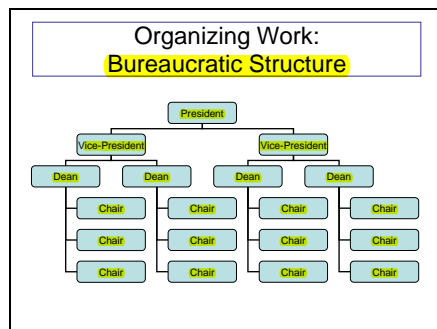 Organizing Work:
Bureaucratic Structure
President
Vice-President Vice-President
Dean Dean Dean Dean
Chair Chair Chair Chair
Chair Chair Chair Chair
Chair Chair Chair Chair